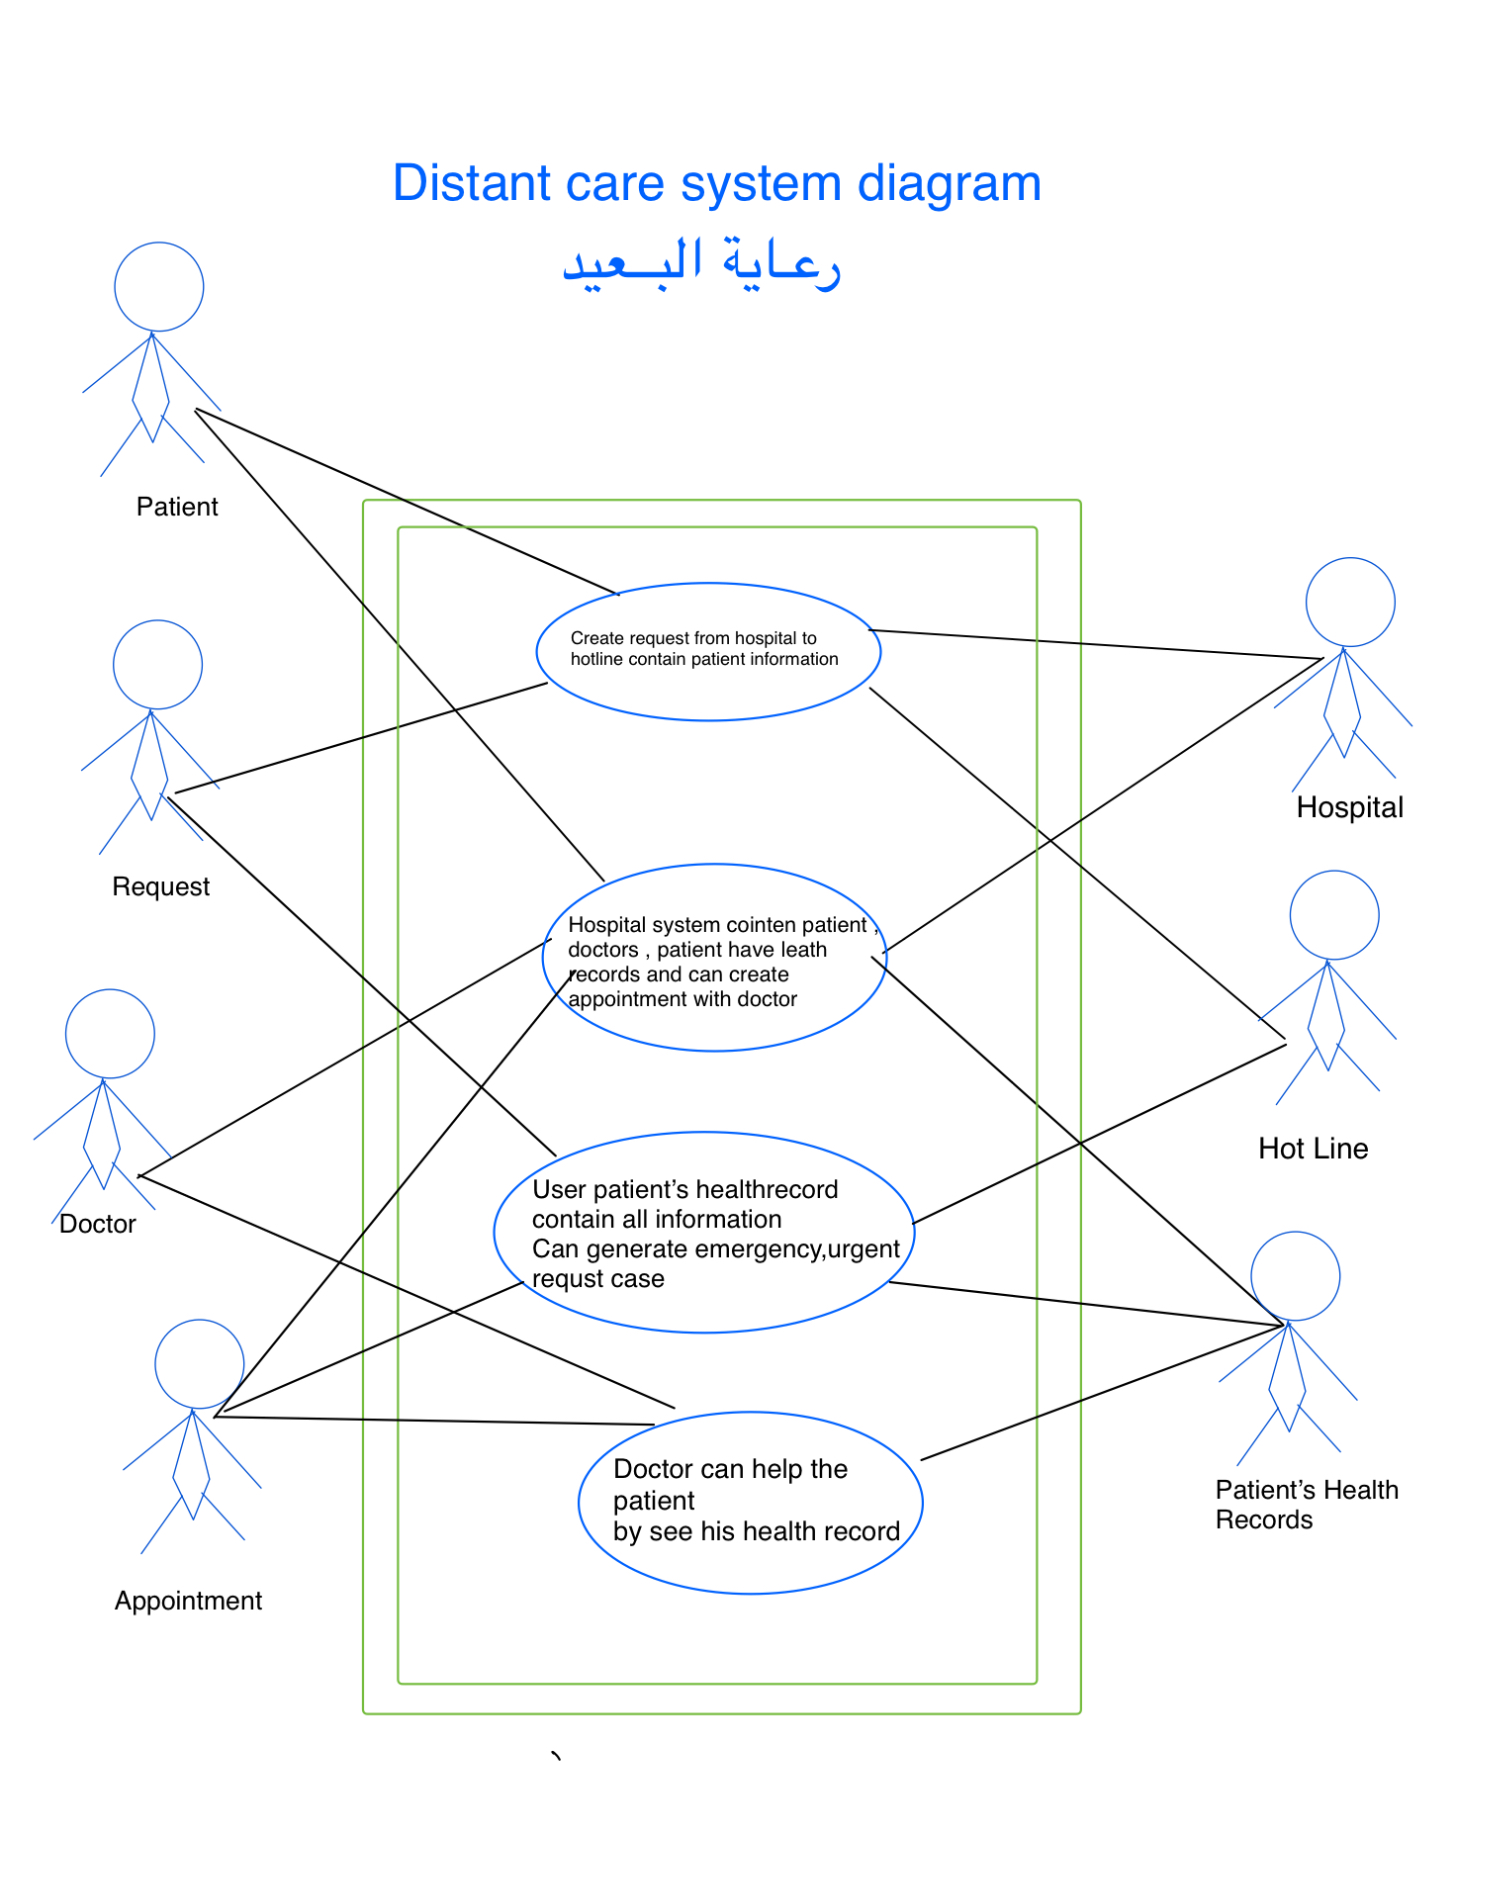 Distant care system diagram
رعاية البعيد
Patient
Create request from hospital to
hotline contain patient information
Hospital
Request
Hospital system cointen patient ,
doctors , patient have leath
records and can create
appointment with doctor
Hot Line
Doctor
User patient’s healthrecord
contain all information
Can generate emergency,urgent
requst case
Doctor can help the
patient
by see his health record
Patient’s Health
Records
Appointment